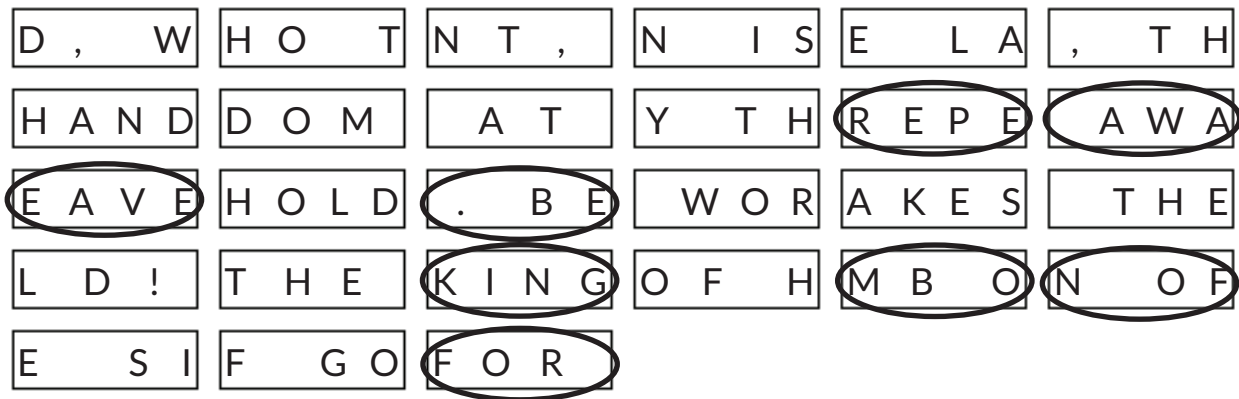 D, W HO T NT, N IS E LA , TH
HAND DOM  AT Y TH REPE  AWA
EAVE HOLD . BE  WOR AKES  THE
LD! THE KING OF H MB O N OF
E SI F GO FOR